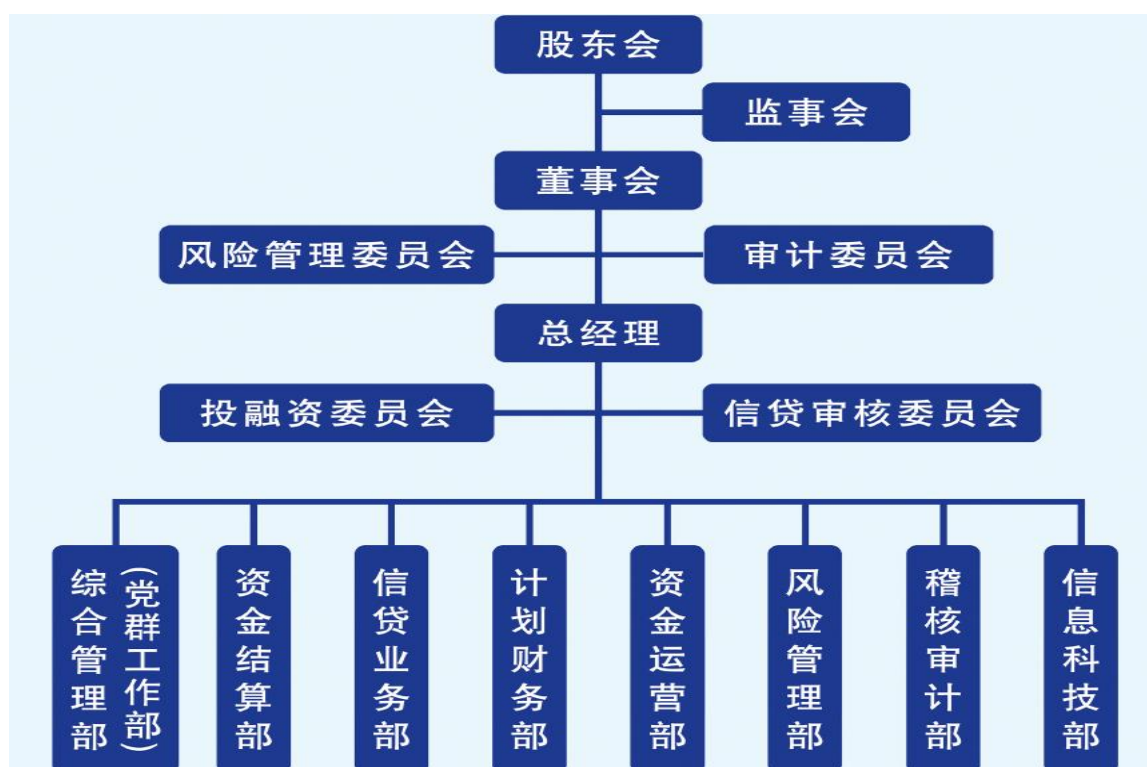 股东会
监事会
董事会
风险管理委员会
审计委员会
总经理
投融资委员会
信贷审核委员会
综合管理部
(党群工作部)
资金结算部
信贷业务部
计划财务部
资金运营部
风险管理部
稽核审计部
信息科技部